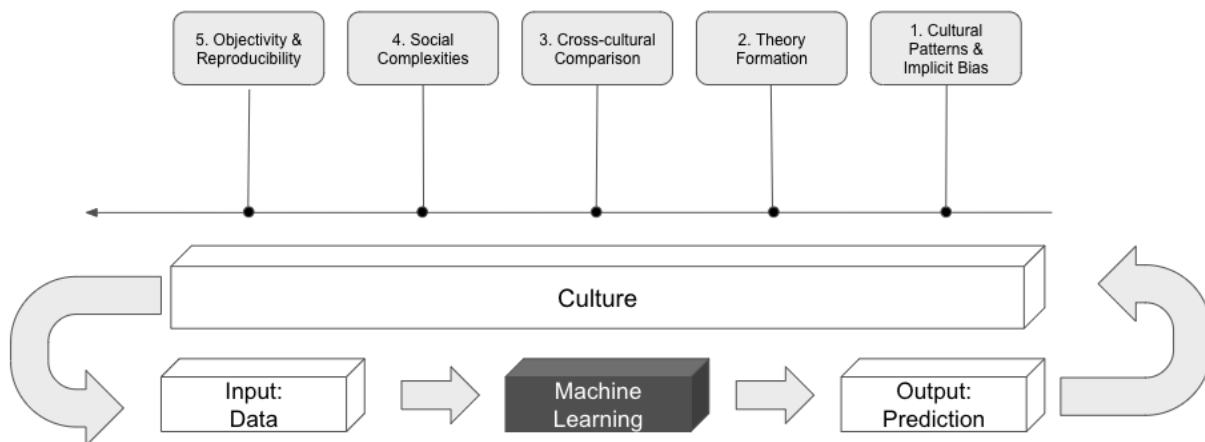 5. Objectivity &
Reproducibility
4. Social
Complexities
3. Cross-cultural
Comparison
2. Theory
Formation
1. Cultural
Patterns &
Implicit Bias
Culture
Input:
Data
Machine
Learning
Output:
Prediction